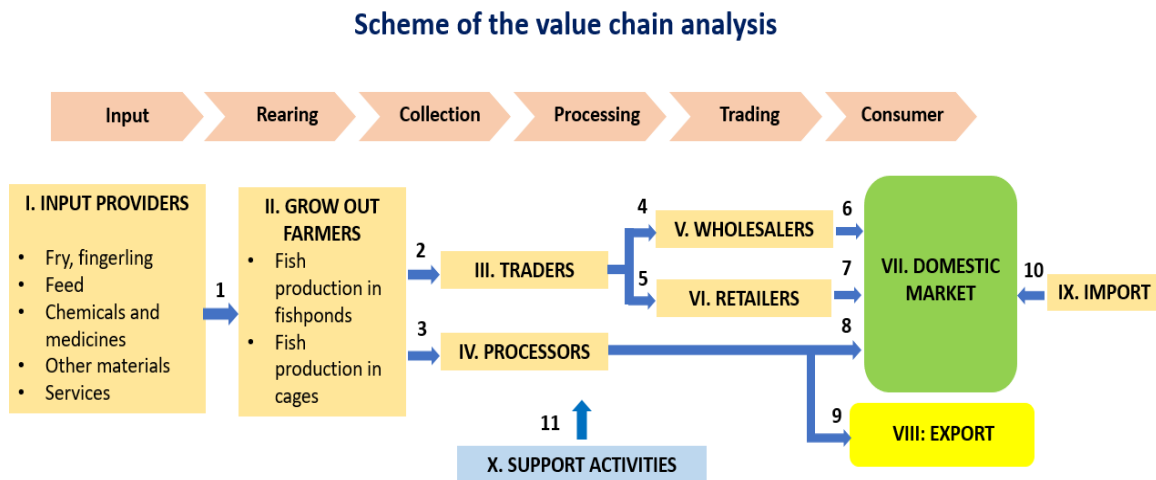 Scheme of the value chain analysis
Input
Rearing
Collection
Processing
Trading
Consumer
I. INPUT PROVIDERS
• Fry, fingerling
• Feed
• Chemicals and
medicines
• Other materials
• Services
1
II. GROW OUT
FARMERS
• Fish
production in
fishponds
• Fish
production in
cages
2
3
III. TRADERS
IV. PROCESSORS
4
5
V. WHOLESALERS
VI. RETAILERS
6
7
8
9
VII. DOMESTIC
MARKET
VIII: EXPORT
10
IX. IMPORT
11
X. SUPPORT ACTIVITIES